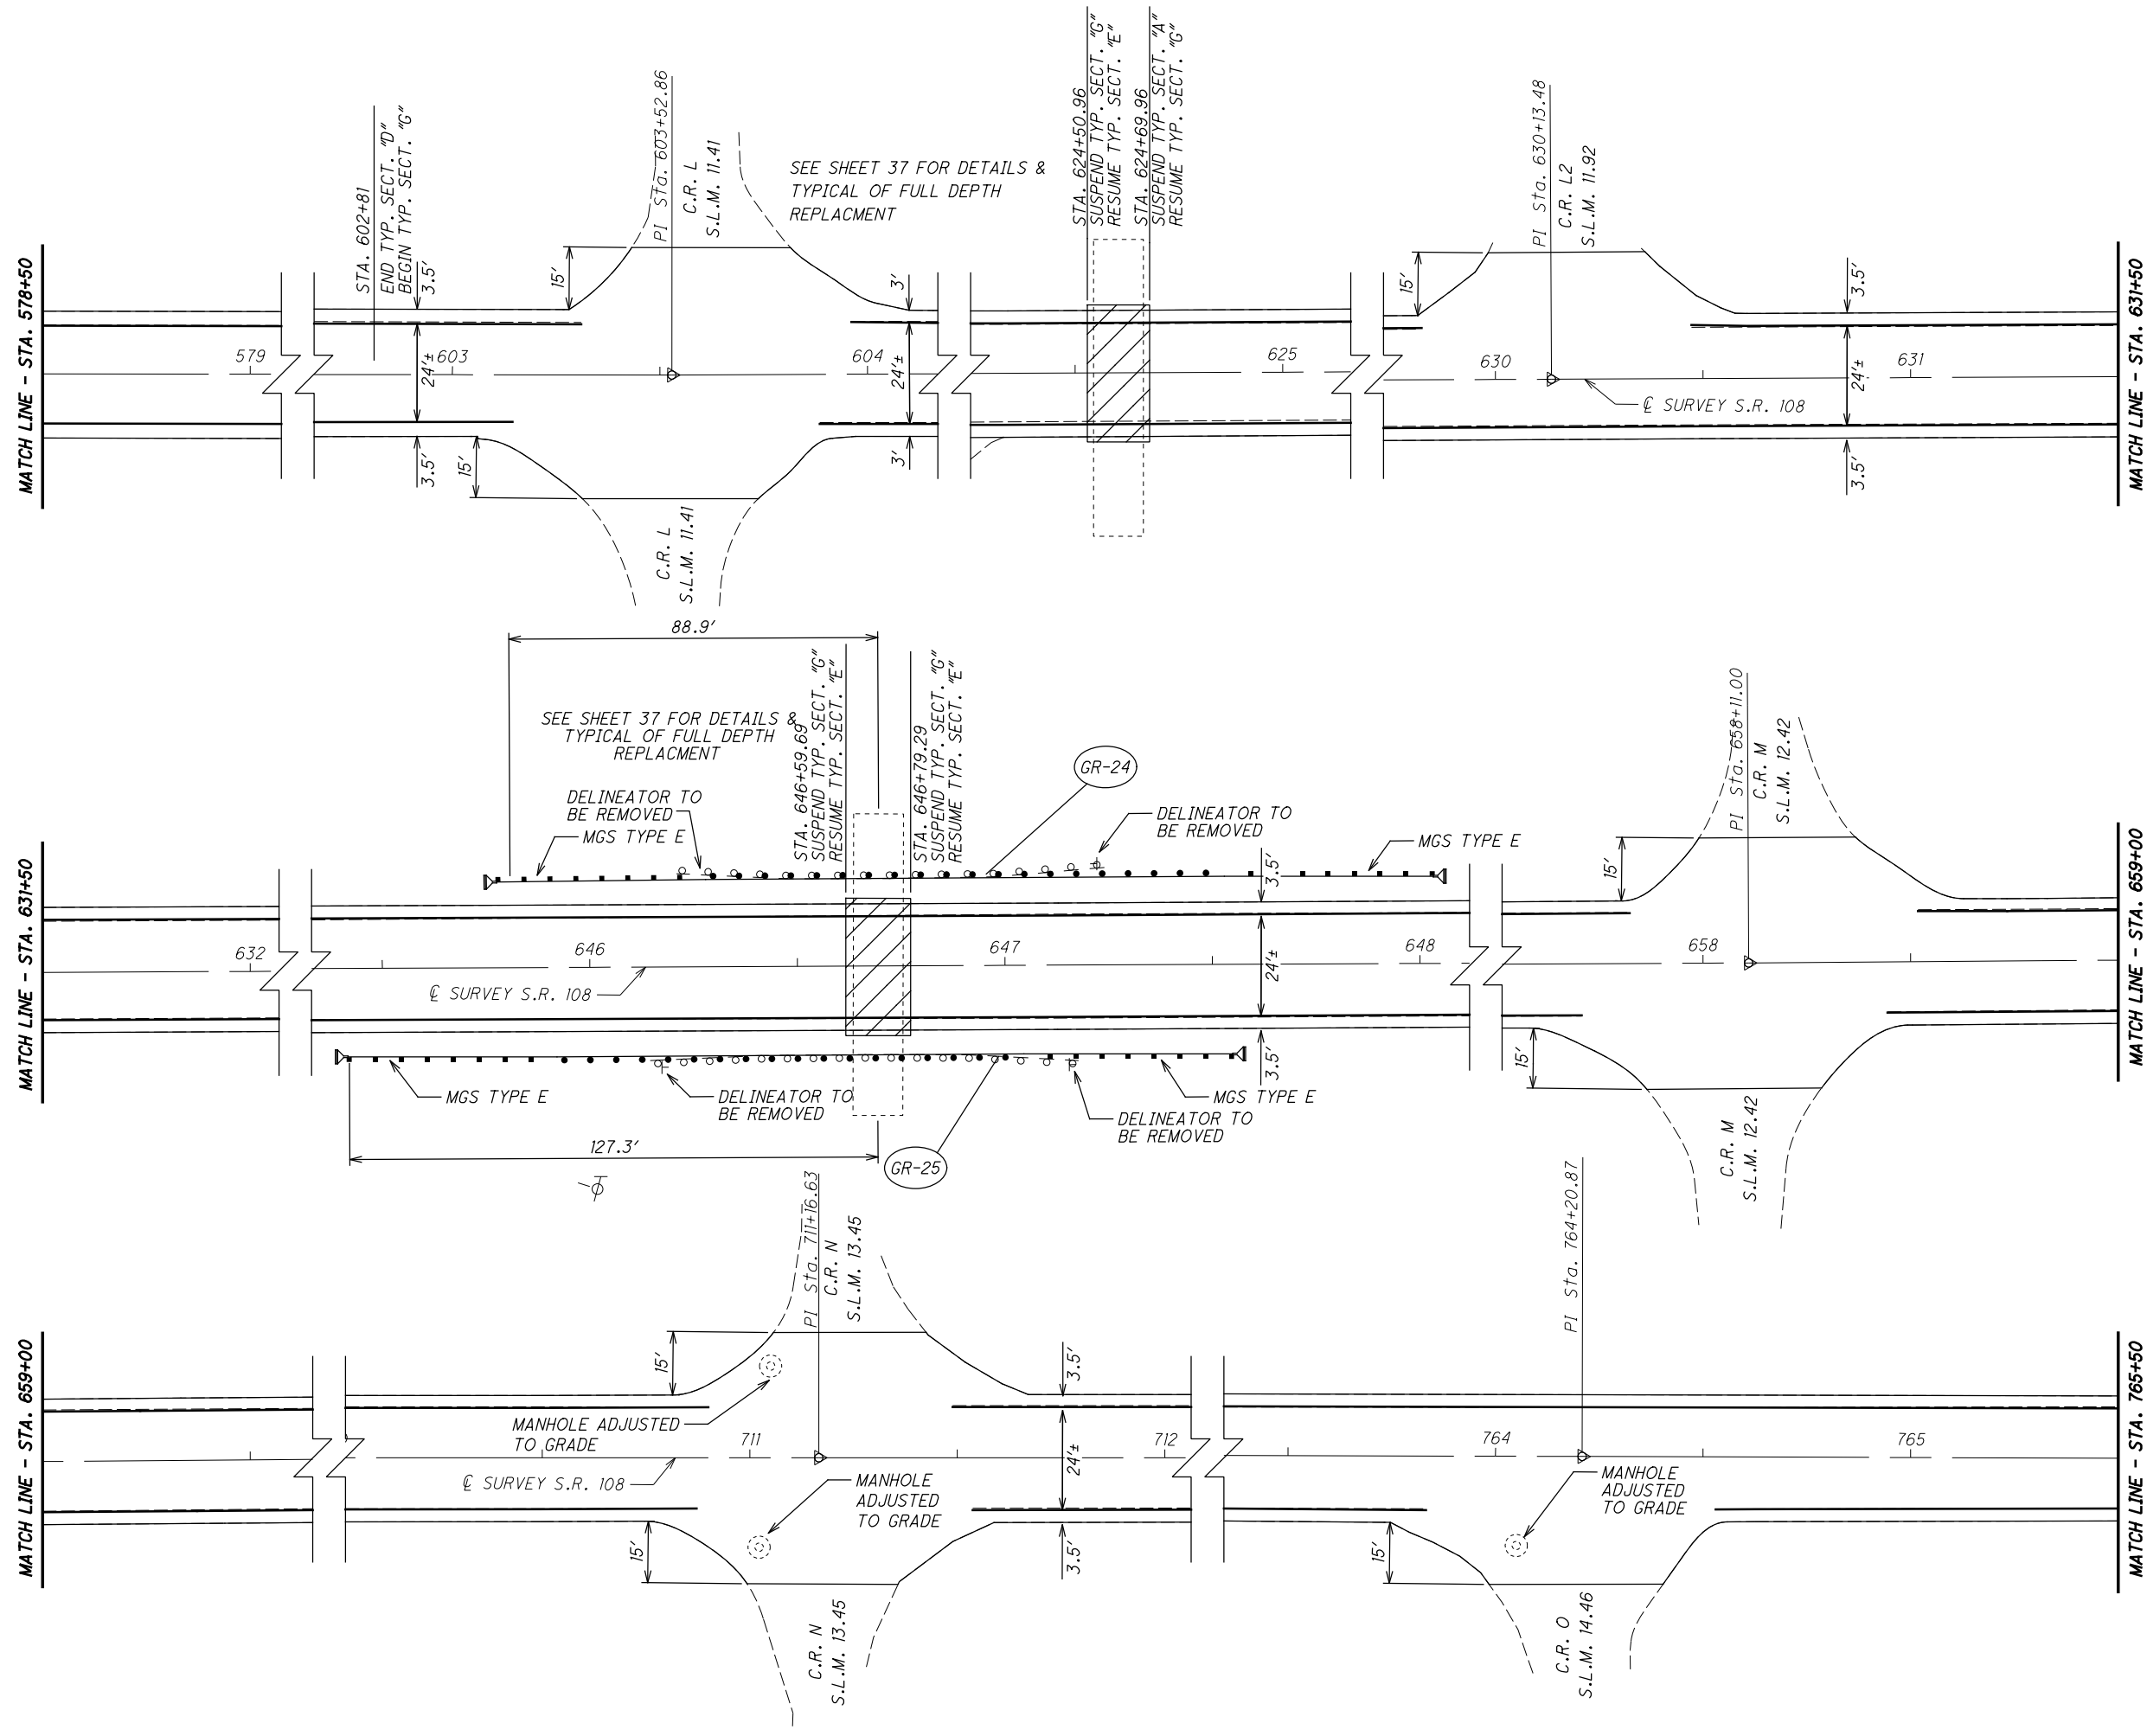 MATCH LINE - STA. 578+50
STA. 602+81
END TYP. SECT. "D"
BEGIN TYP. SECT. "G"
PI Sta. 603+52.86
C.R. L
S.L.M. 11.41
SEE SHEET 37 FOR DETAILS &
TYPICAL OF FULL DEPTH
REPLACMENT
STA. 624+50.96
SUSPEND TYP. SECT. "G"
RESUME TYP. SECT. "E"
STA. 624+69.96
SUSPEND TYP. SECT. "A"
RESUME TYP. SECT. "G"
PI Sta. 630+13.48
C.R. L2
S.L.M. 11.92
MATCH LINE - STA. 631+50
3.5'
15'
3'
15'
3.5'
579
603
604
625
630
631
24'±
24'±
24'±
℄ SURVEY S.R. 108
3.5'
15'
3'
3.5'
C.R. L
S.L.M. 11.41
88.9'
MATCH LINE - STA. 631+50
SEE SHEET 37 FOR DETAILS &
TYPICAL OF FULL DEPTH
REPLACMENT
STA. 646+59.69
SUSPEND TYP. SECT. "G"
RESUME TYP. SECT. "E"
STA. 646+79.29
SUSPEND TYP. SECT. "G"
RESUME TYP. SECT. "E"
GR-24
DELINEATOR TO
BE REMOVED
MGS TYPE E
DELINEATOR TO
BE REMOVED
MGS TYPE E
PI Sta. 658+11.00
C.R. M
S.L.M. 12.42
MATCH LINE - STA. 659+00
3.5'
15'
632
646
647
648
658
24'±
℄ SURVEY S.R. 108
3.5'
15'
MGS TYPE E
DELINEATOR TO
BE REMOVED
MGS TYPE E
DELINEATOR TO
BE REMOVED
127.3'
GR-25
C.R. M
S.L.M. 12.42
MATCH LINE - STA. 659+00
PI Sta. 711+16.63
C.R. N
S.L.M. 13.45
PI Sta. 764+20.87
MATCH LINE - STA. 765+50
15'
3.5'
MANHOLE ADJUSTED
TO GRADE
711
712
764
765
24'±
℄ SURVEY S.R. 108
MANHOLE
ADJUSTED
TO GRADE
MANHOLE
ADJUSTED
TO GRADE
15'
3.5'
15'
C.R. N
S.L.M. 13.45
C.R. O
S.L.M. 14.46